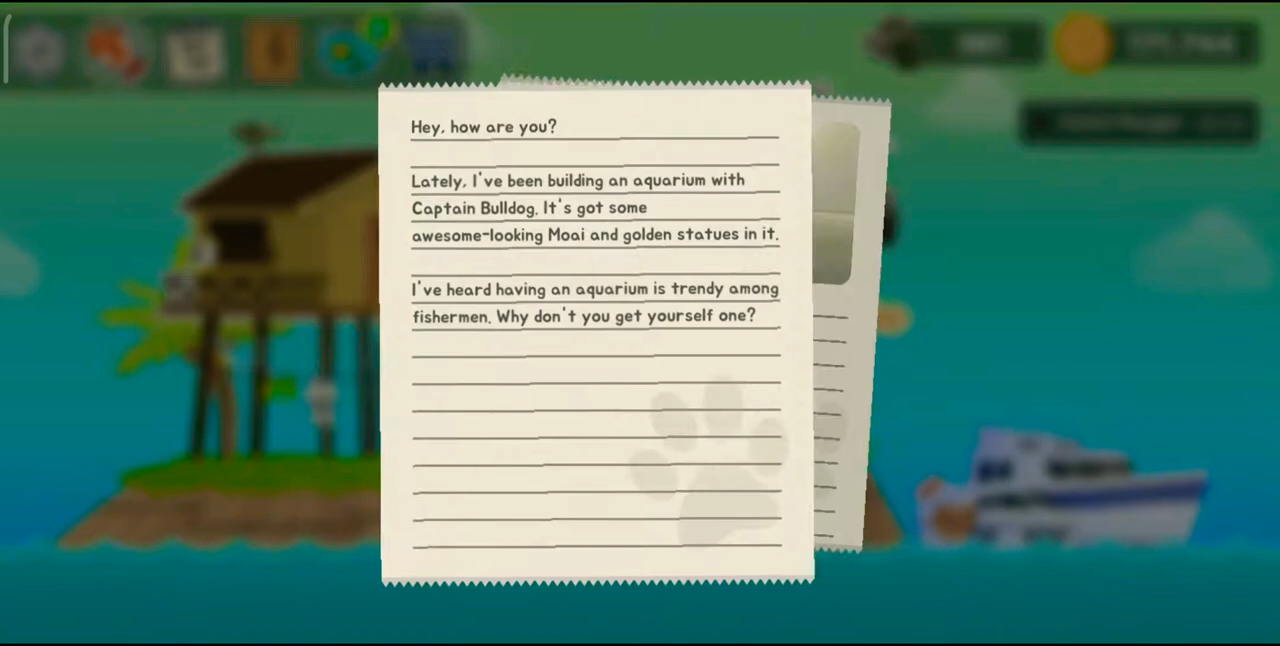 Hey, how are you?
Lately, I've been building an aquarium with
Captain Bulldog. It's got some
awesome-looking Moai and golden statues in it.
I've heard having an aquarium is trendy among
fishermen. Why don't you get yourself one?